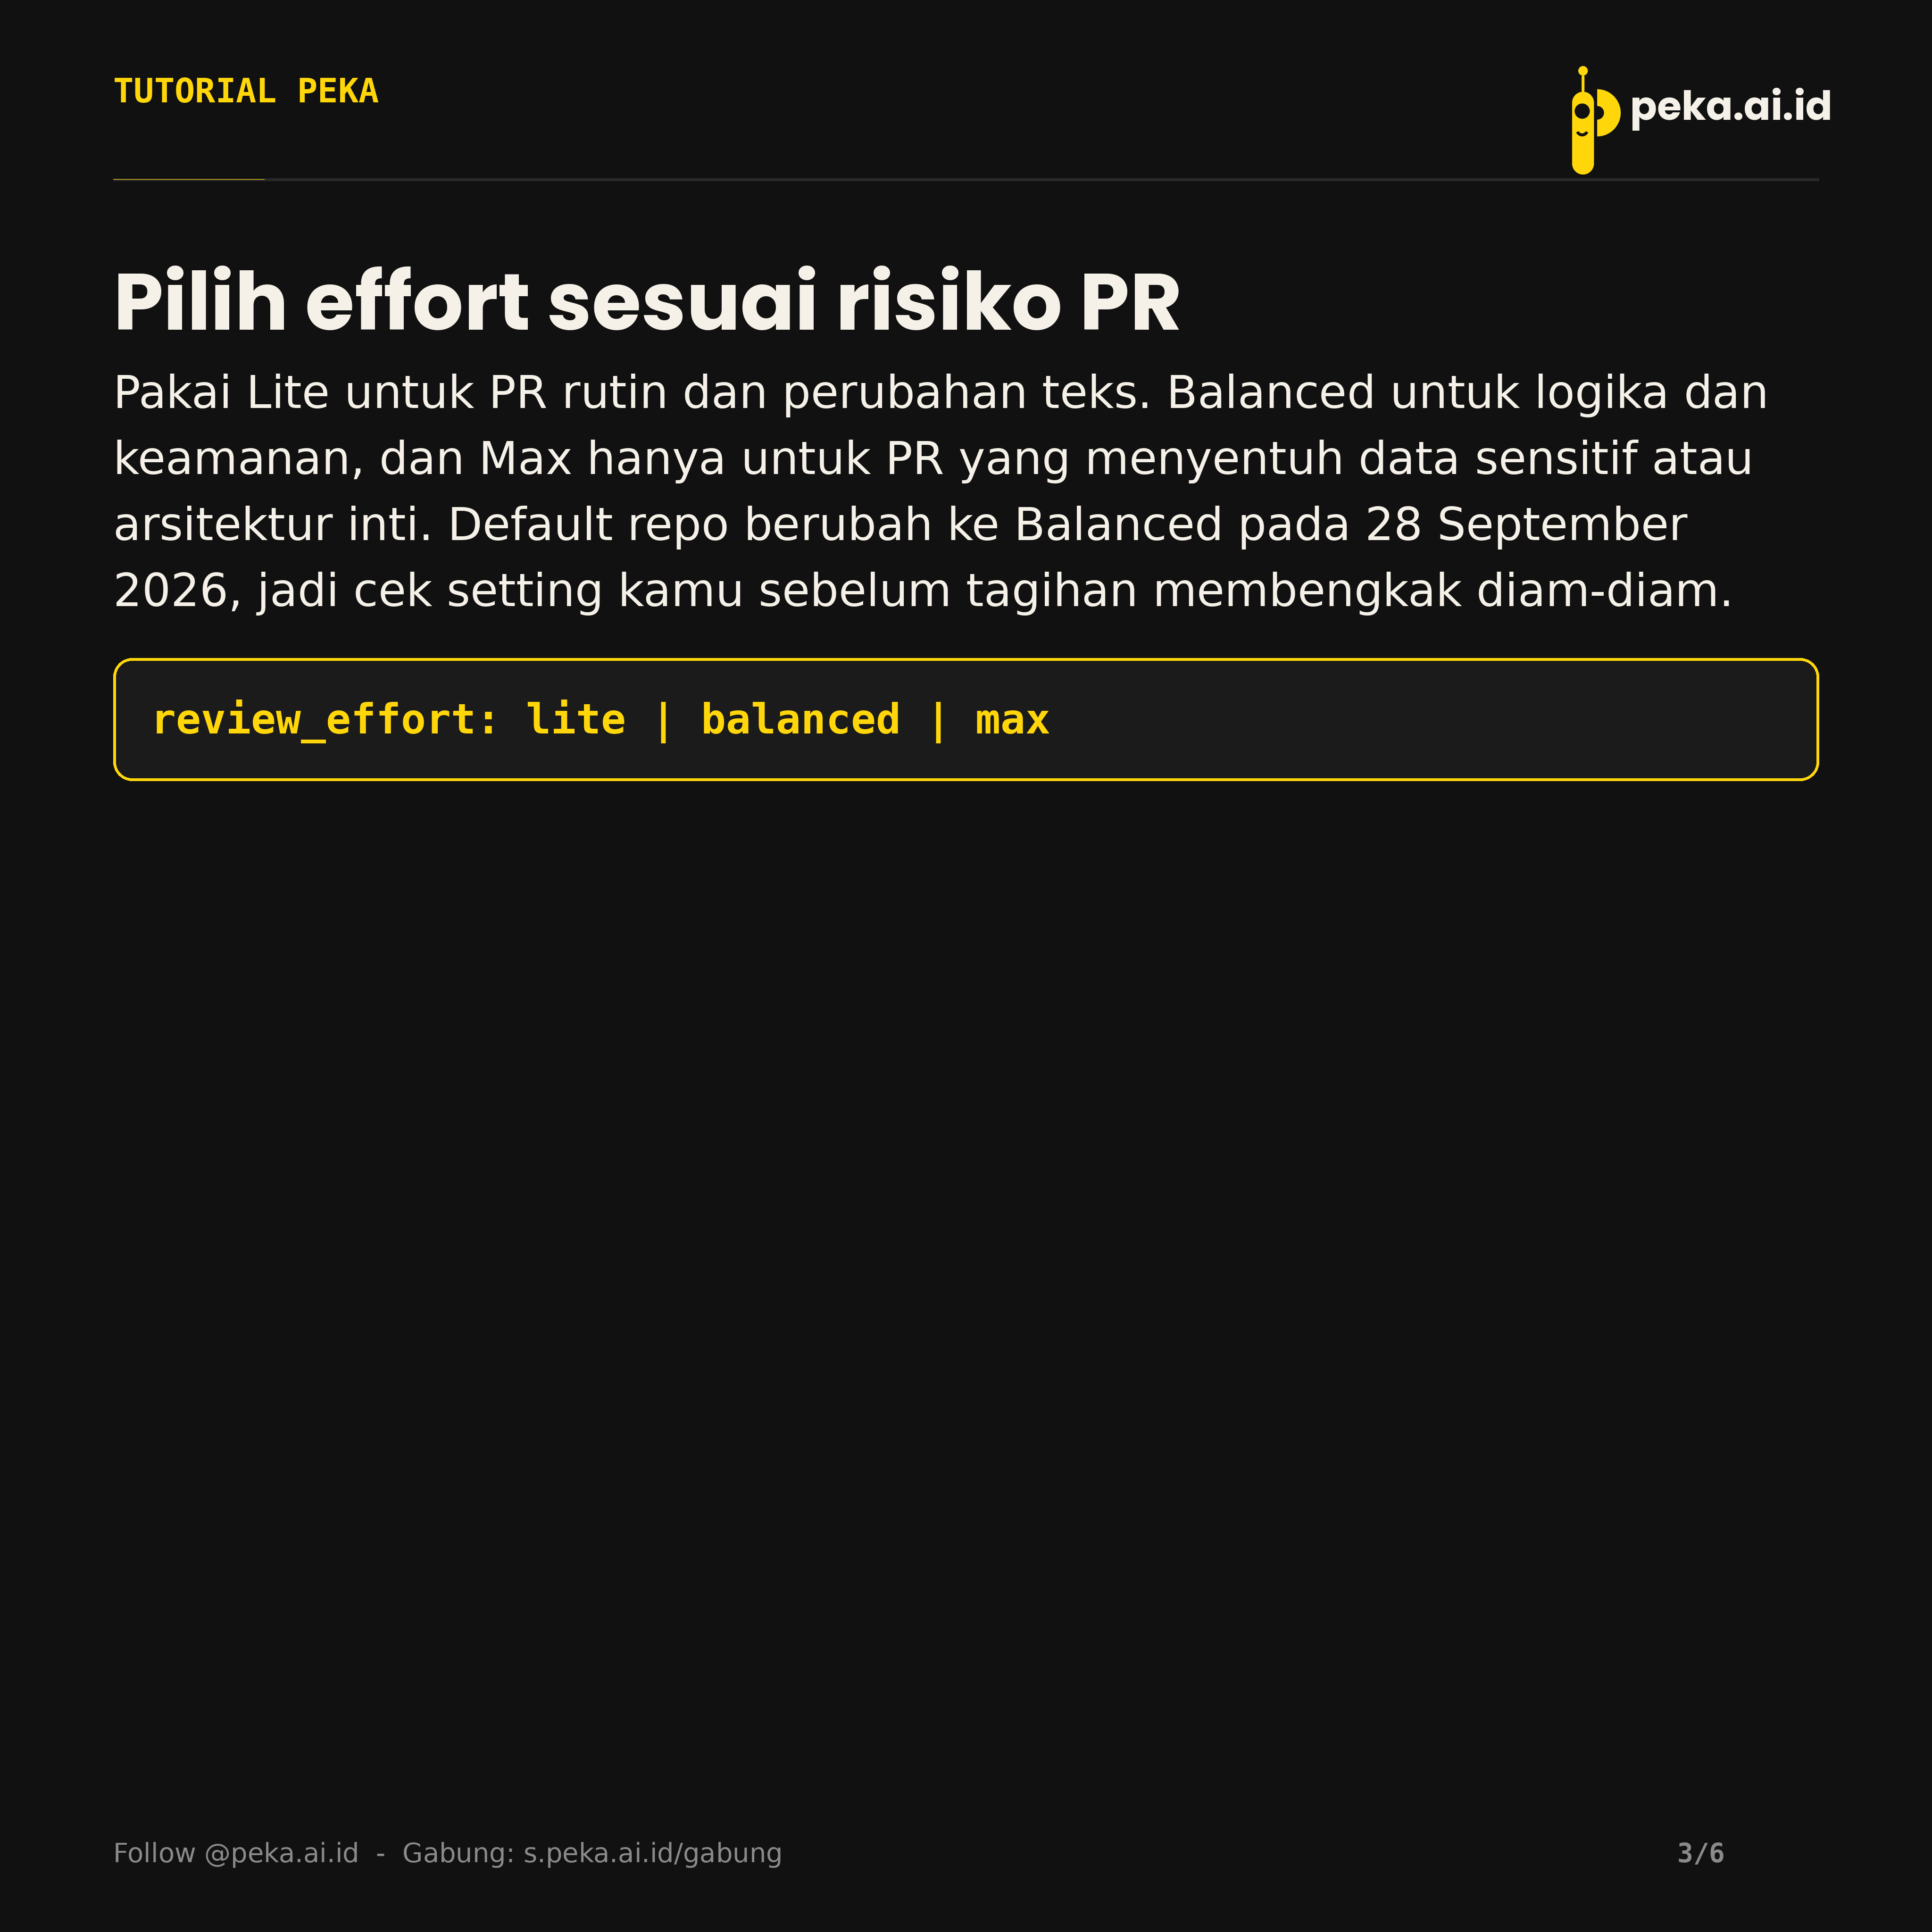 TUTORIAL PEKA
peka.ai.id
Pilih effort sesuai risiko PR
Pakai Lite untuk PR rutin dan perubahan teks. Balanced untuk logika dan
keamanan, dan Max hanya untuk PR yang menyentuh data sensitif atau
arsitektur inti. Default repo berubah ke Balanced pada 28 September
2026, jadi cek setting kamu sebelum tagihan membengkak diam-diam.
review_effort: lite | balanced | max
Follow @peka.ai.id - Gabung: s.peka.ai.id/gabung
3/6